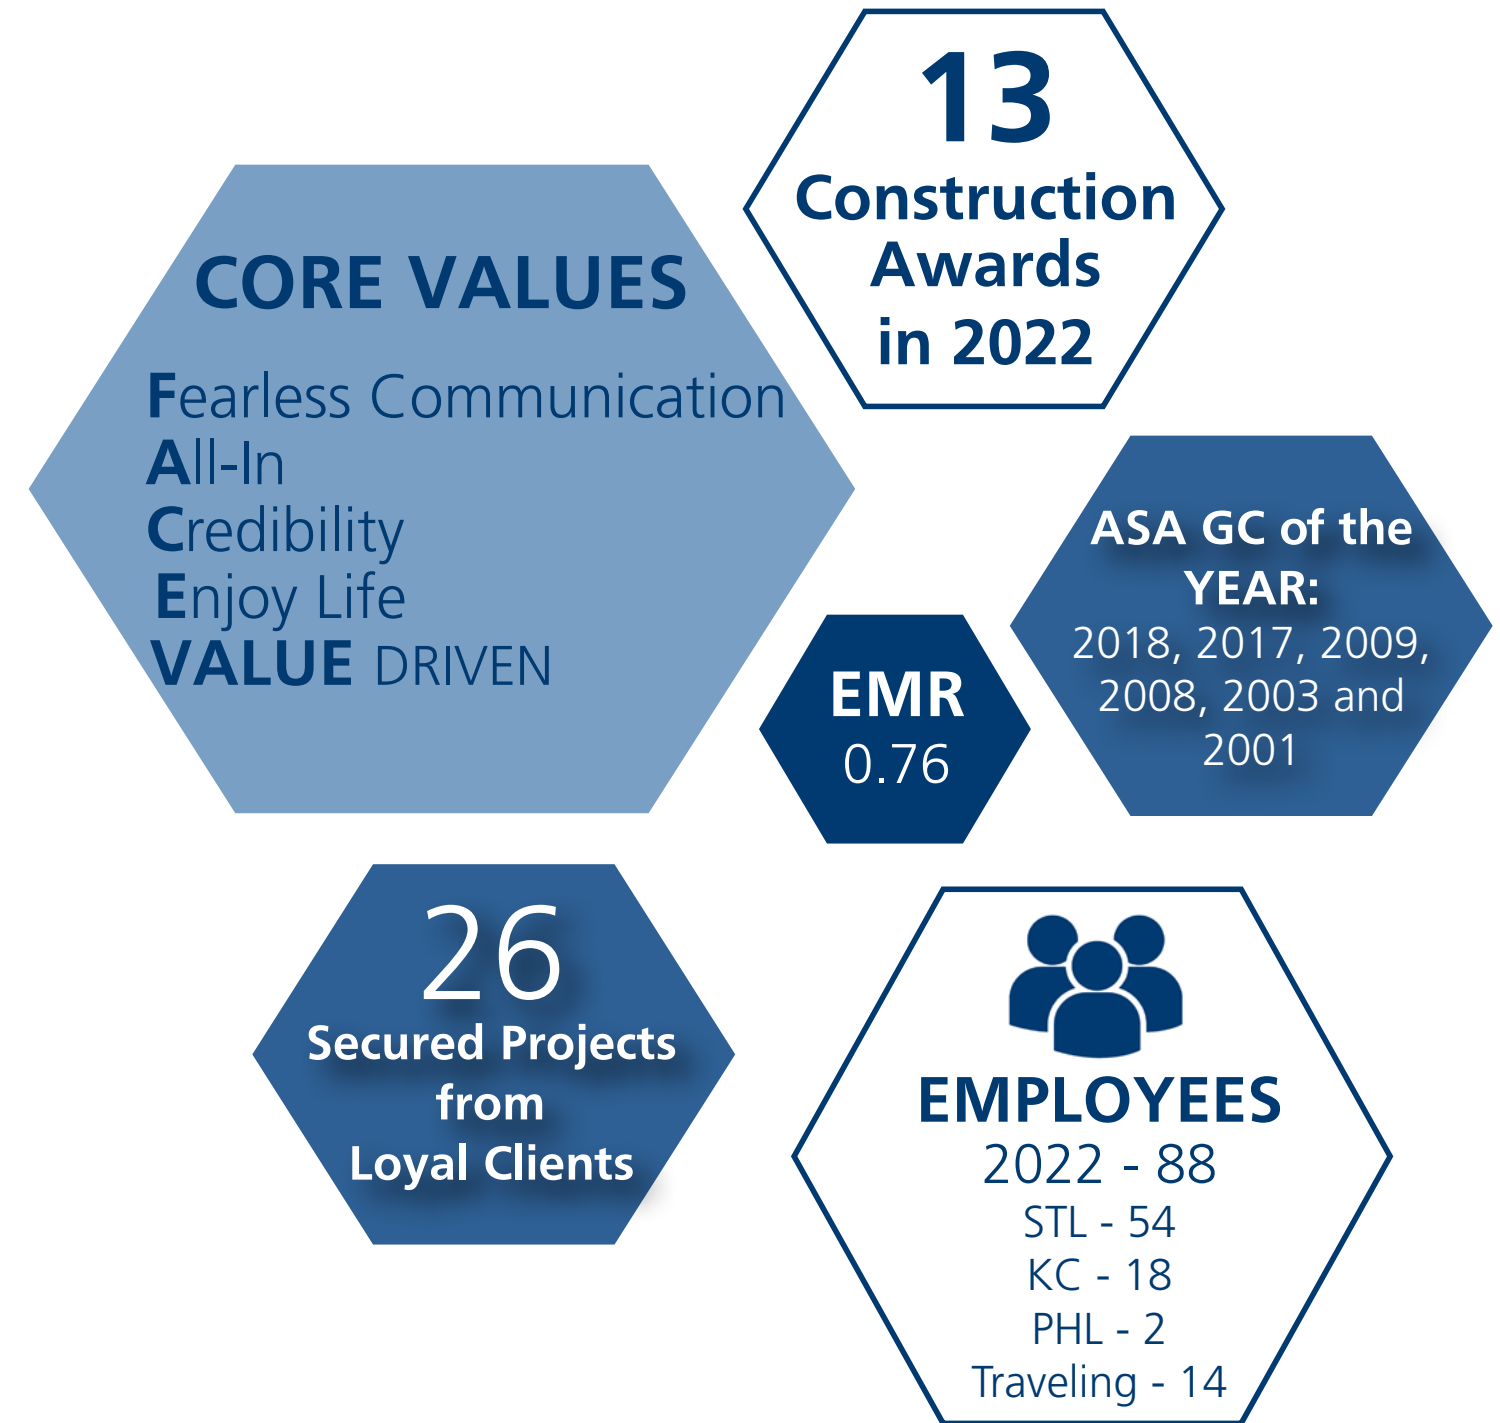 13
Construction
Awards
in 2022
CORE VALUES
Fearless Communication
All-In
Credibility
Enjoy Life
VALUE DRIVEN
ASA GC of the
YEAR:
2018, 2017, 2009,
2008, 2003 and
2001
EMR
0.76
26
Secured Projects
from
Loyal Clients
EMPLOYEES
2022 - 88
STL - 54
KC - 18
PHL - 2
Traveling - 14